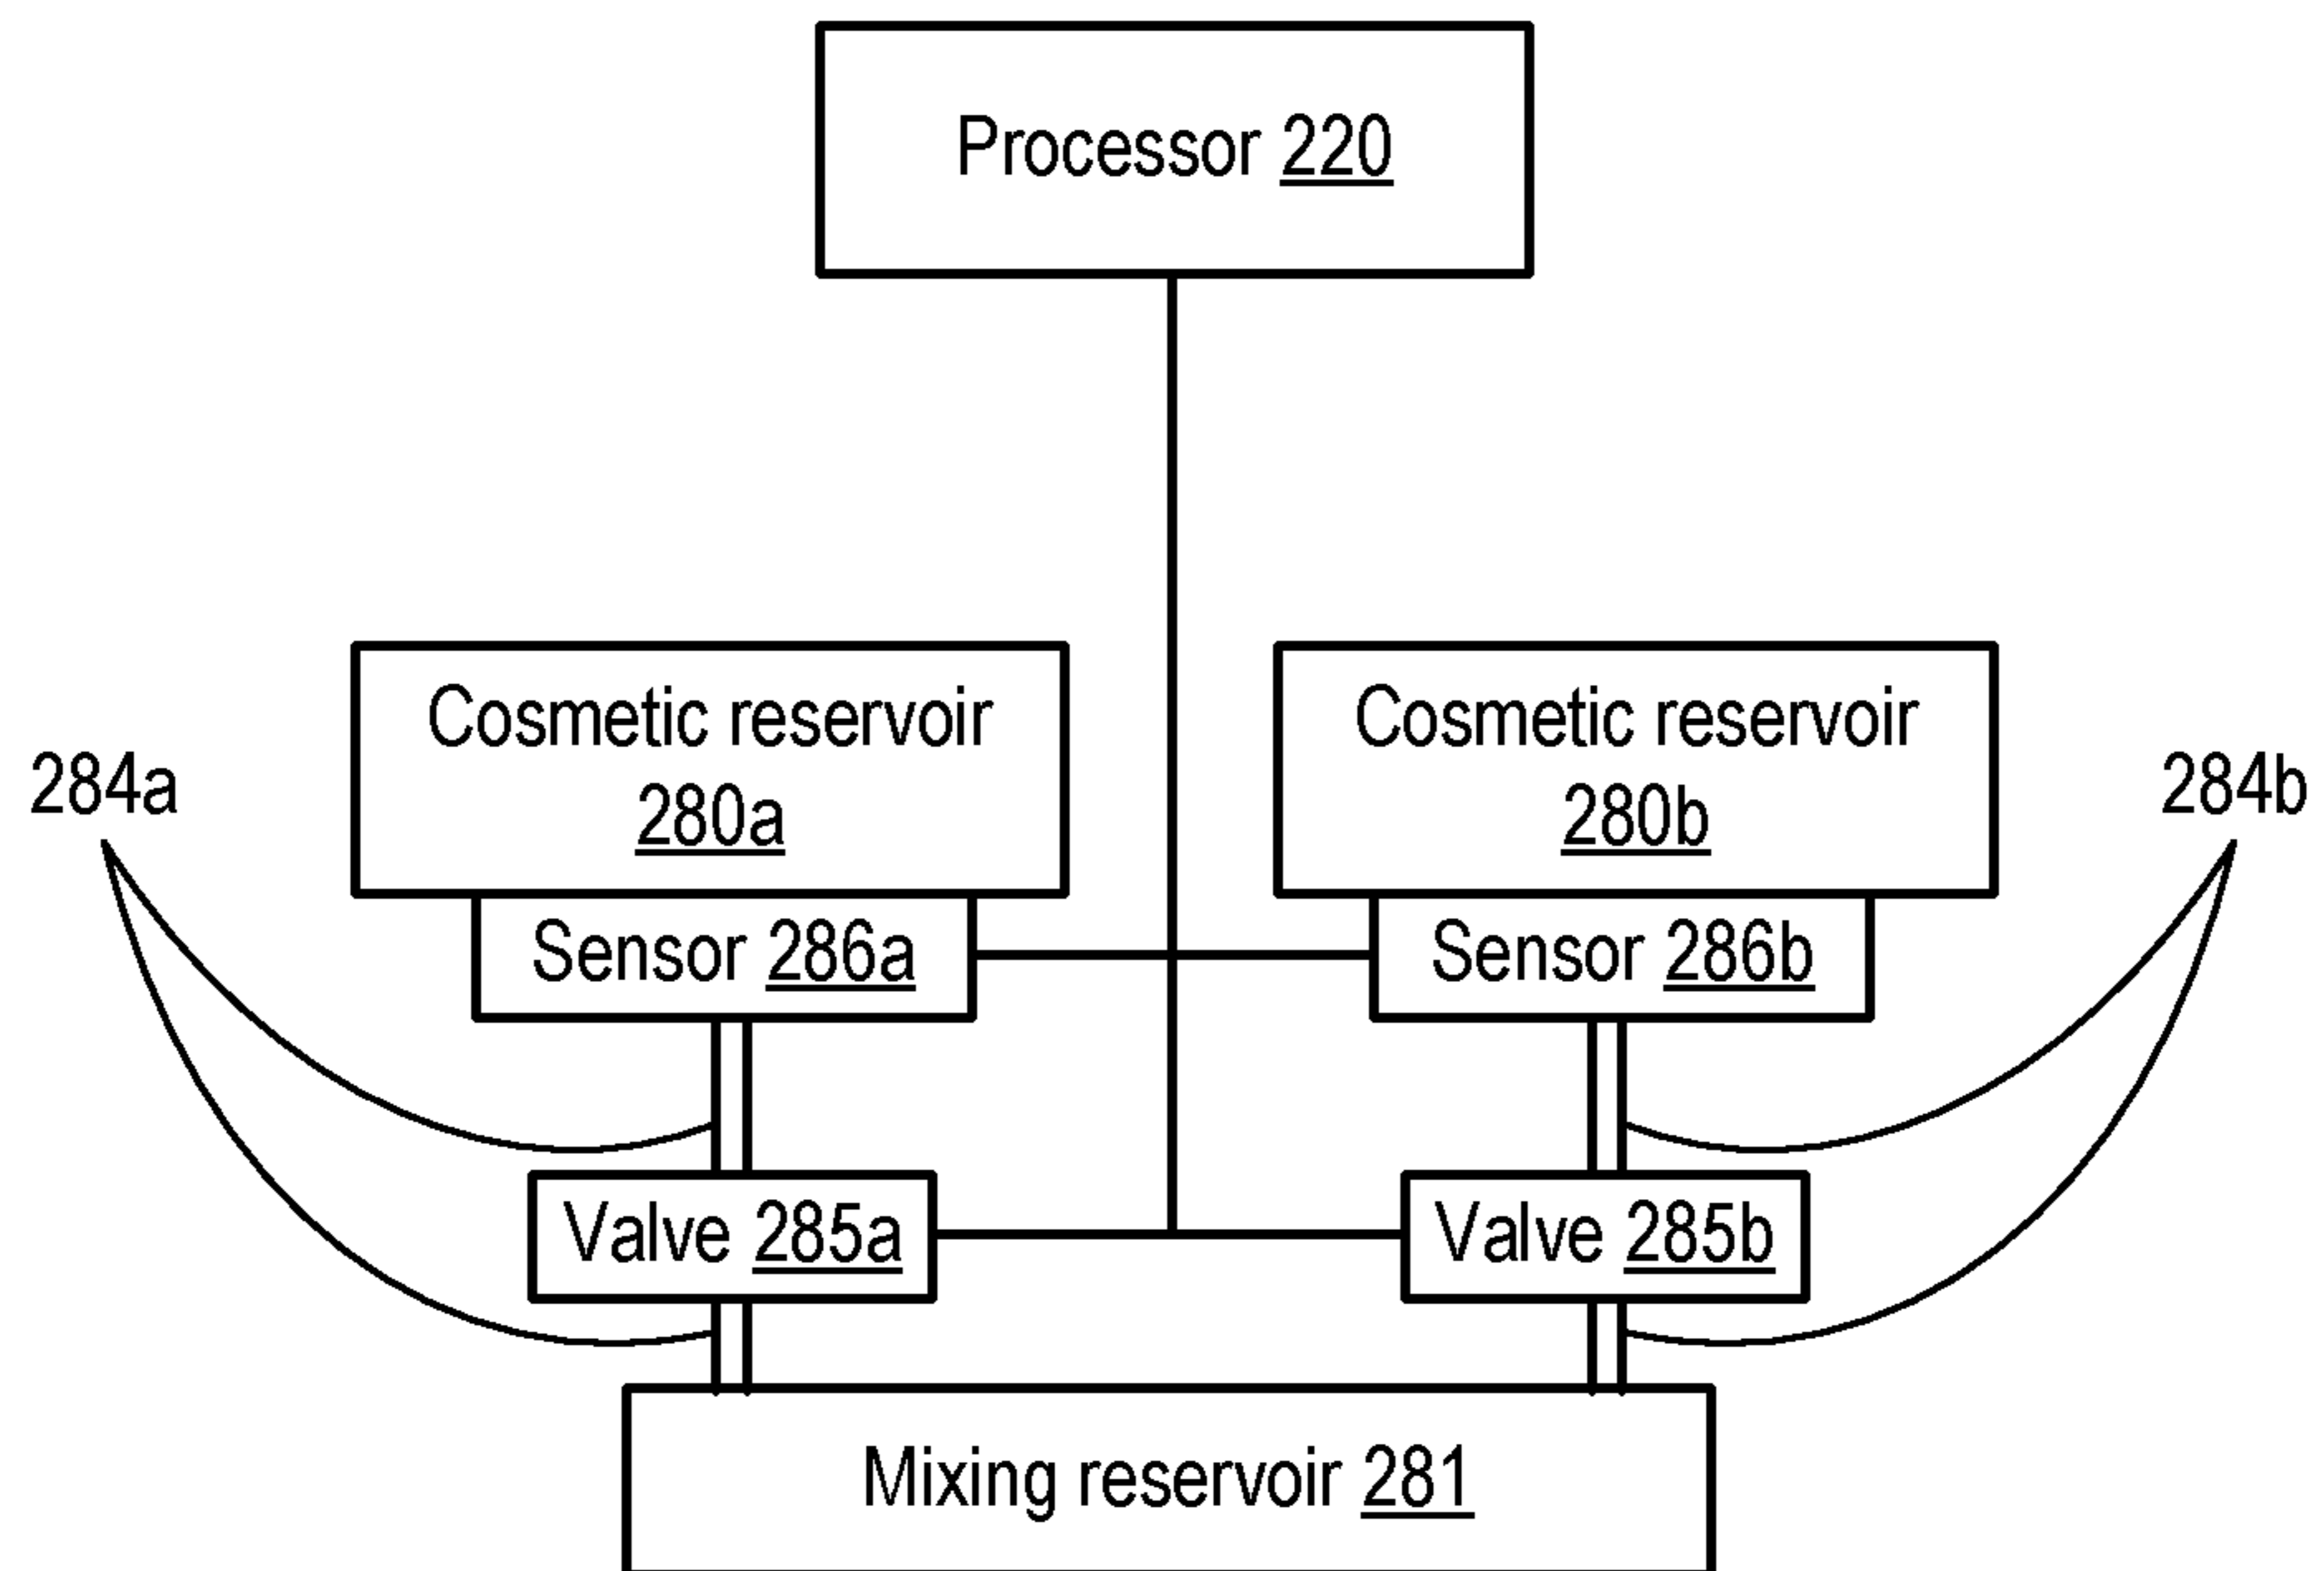 Processor 220
Cosmetic reservoir
280a
Cosmetic reservoir
280b
284a
284b
Sensor 286a
Sensor 286b
Valve 285a
Valve 285b
Mixing reservoir 281